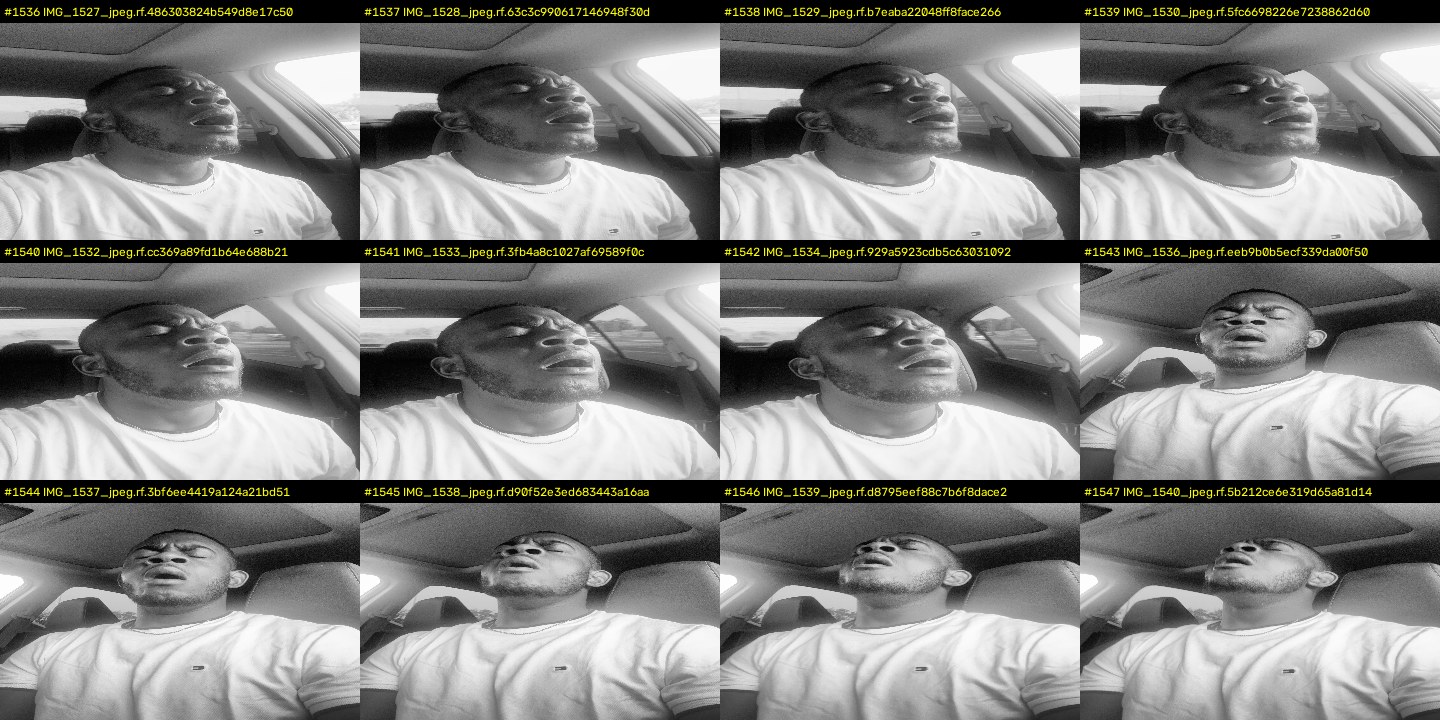 #1536 IMG_1527_jpeg.rf.486303824b549d8e17c50
#1537 IMG_1528_jpeg.rf.63c3c990617146948f30d
#1538 IMG_1529_jpeg.rf.b7eaba22048ff8face266
#1539 IMG_1530_jpeg.rf.5fc6698226e7238862d60
#1540 IMG_1532_jpeg.rf.cc369a89fd1b64e688b21
#1541 IMG_1533_jpeg.rf.3fb4a8c1027af69589f0c
#1542 IMG_1534_jpeg.rf.929a5923cdb5c63031092
#1543 IMG_1536_jpeg.rf.eeb9b0b5ecf339da00f50
#1544 IMG_1537_jpeg.rf.3bf6ee4419a124a21bd51
#1545 IMG_1538_jpeg.rf.d90f52e3ed683443a16aa
#1546 IMG_1539_jpeg.rf.d8795eef88c7b6f8dace2
#1547 IMG_1540_jpeg.rf.5b212ce6e319d65a81d14